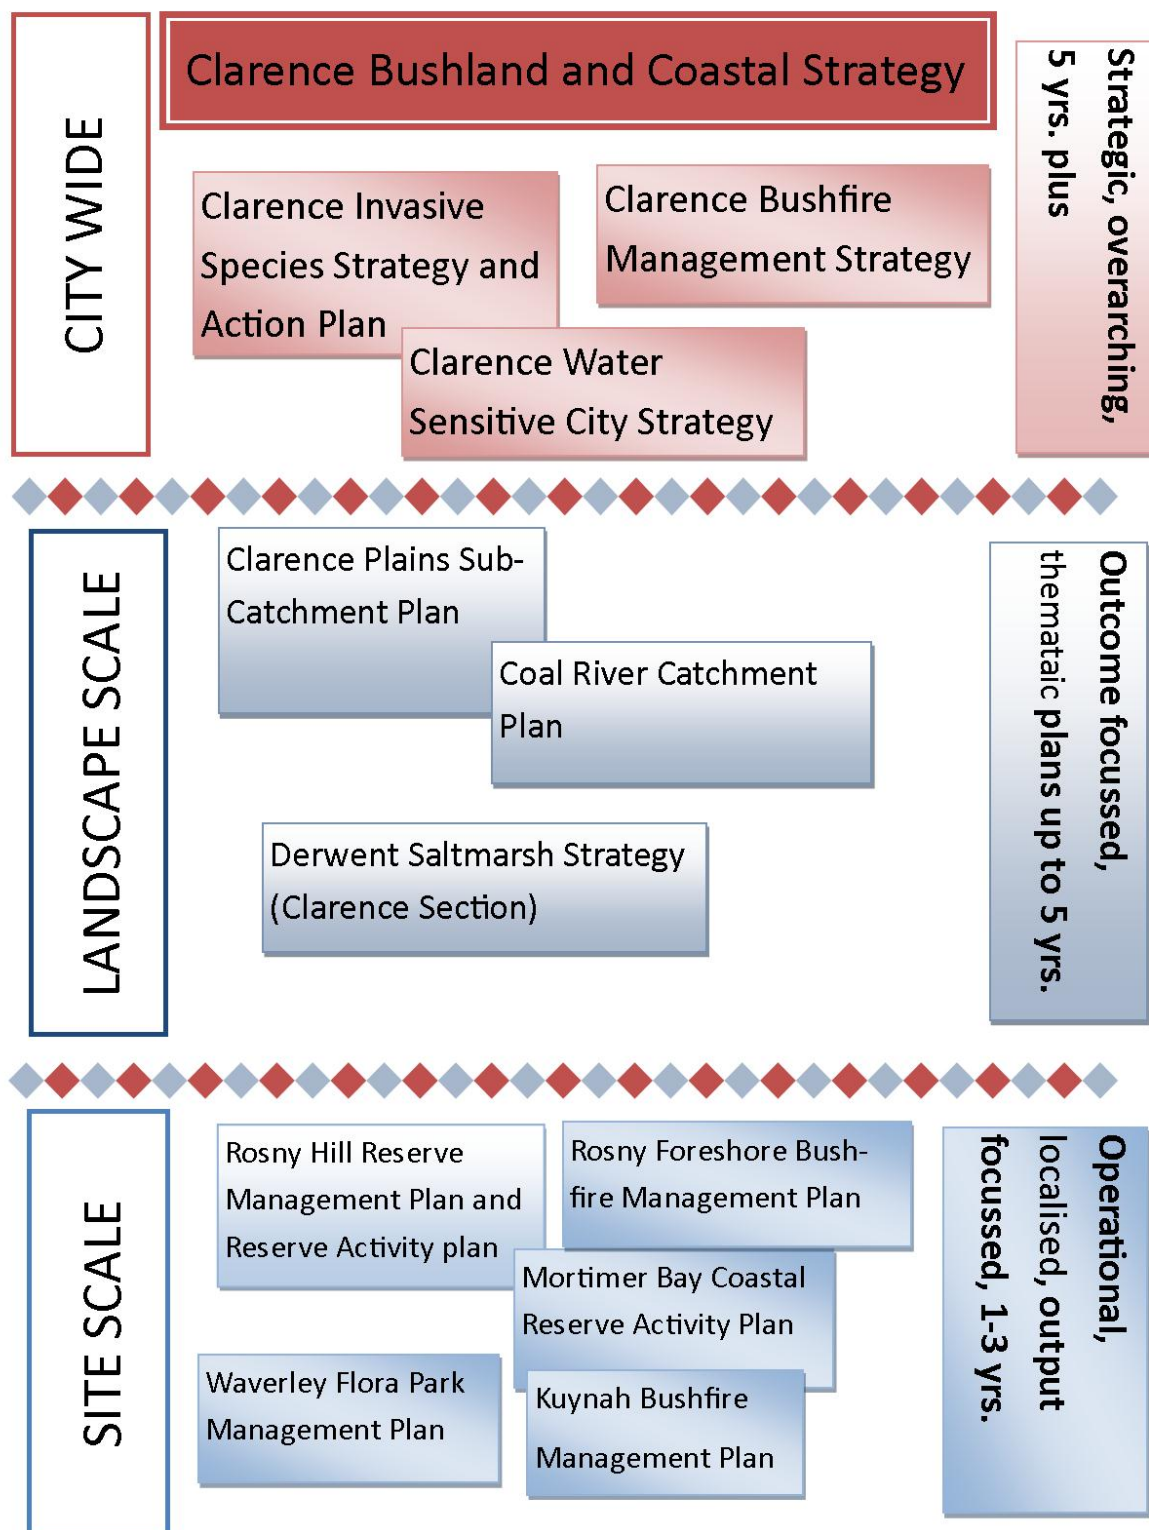 Clarence Bushland and Coastal Strategy
CITY WIDE
Clarence Invasive
Species Strategy and
Action Plan
Clarence Bushfire
Management Strategy
Clarence Water
Sensitive City Strategy
Strategic, overarching,
5 yrs. plus
LANDSCAPE SCALE
Clarence Plains Sub-
Catchment Plan
Coal River Catchment
Plan
Derwent Saltmarsh Strategy
(Clarence Section)
Outcome focussed,
themataic plans up to 5 yrs.
SITE SCALE
Rosny Hill Reserve
Management Plan and
Reserve Activity plan
Rosny Foreshore Bush-
fire Management Plan
Mortimer Bay Coastal
Reserve Activity Plan
Waverley Flora Park
Management Plan
Kuynah Bushfire
Management Plan
Operational,
localised, output
focussed, 1-3 yrs.